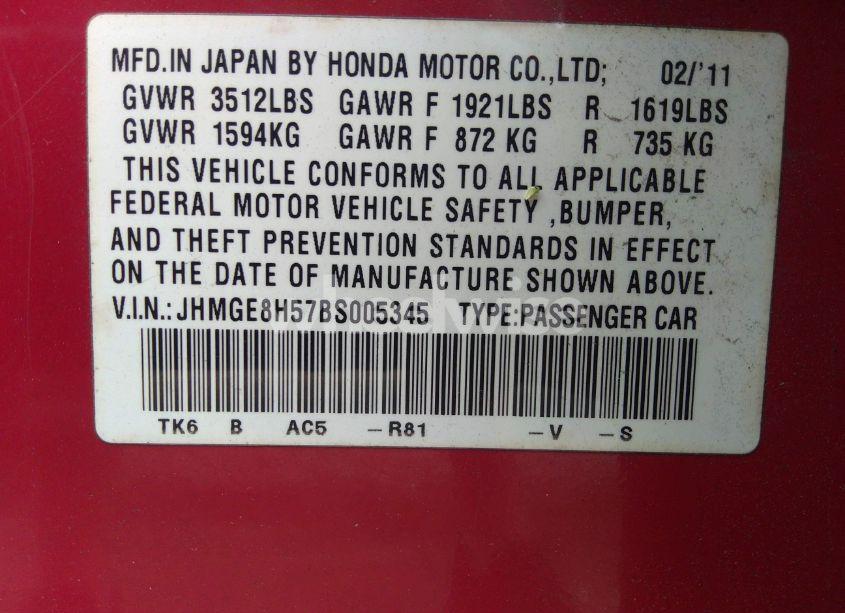 MFD.IN JAPAN BY HONDA MOTOR CO.,LTD; 02/'11
GVWR 3512LBS GAWR F 1921LBS R 1619LBS
GVWR 1594KG GAWR F 872 KG R 735 KG
THIS VEHICLE CONFORMS TO ALL APPLICABLE
FEDERAL MOTOR VEHICLE SAFETY ,BUMPER,
AND THEFT PREVENTION STANDARDS IN EFFECT
ON THE DATE OF MANUFACTURE SHOWN ABOVE.
V.I.N.:JHMGE8H57BS005345 TYPE:PASSENGER CAR
TK6 B AC5 -R81 -V -S